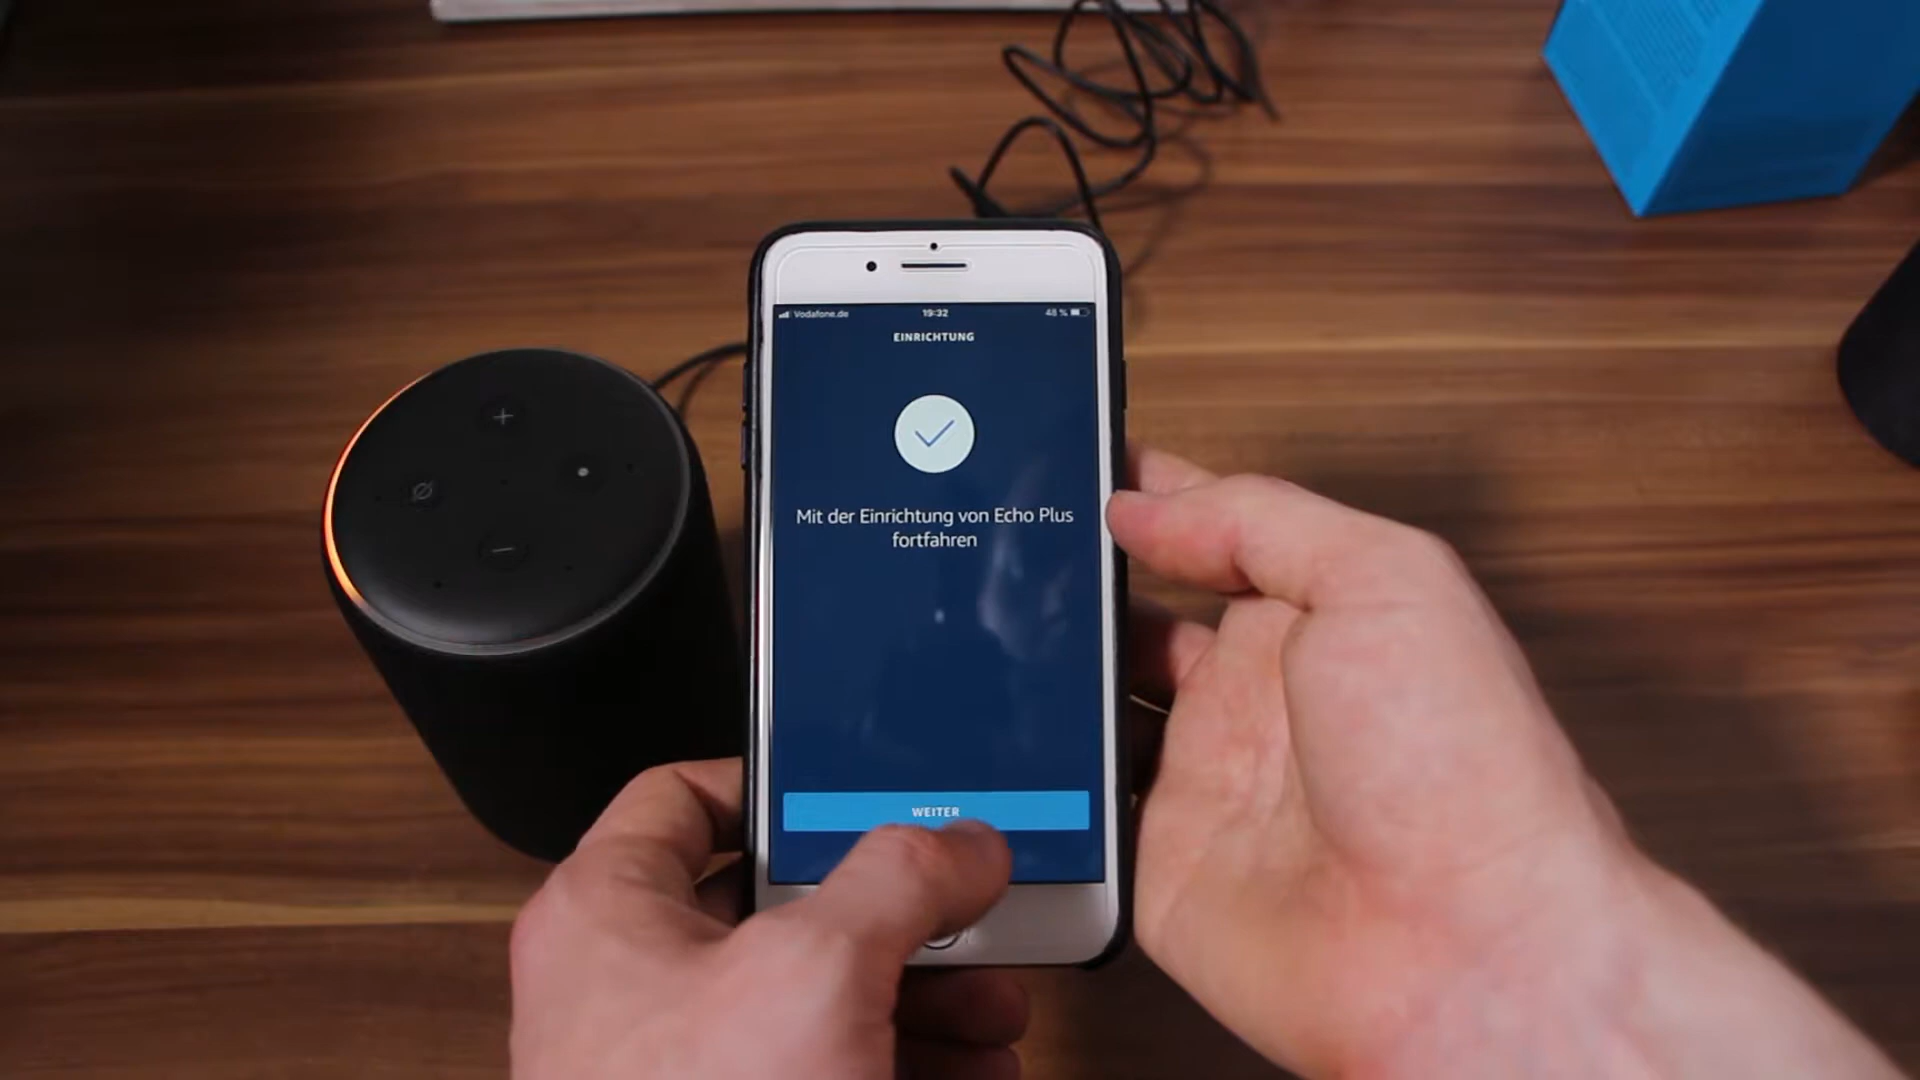 Vodafone.de 19:32 48 %
EINRICHTUNG
Mit der Einrichtung von Echo Plus
fortfahren
WEITER